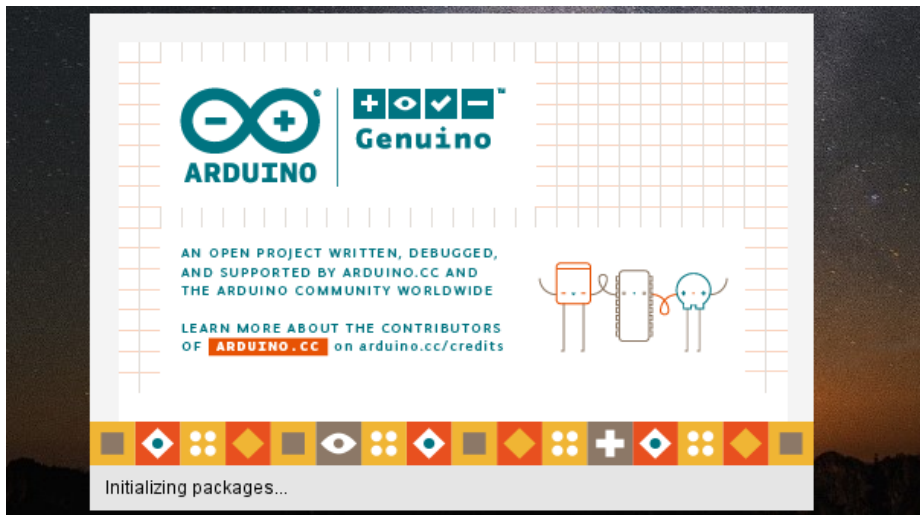 ARDUINO
™
Genuino
AN OPEN PROJECT WRITTEN, DEBUGGED,
AND SUPPORTED BY ARDUINO.CC AND
THE ARDUINO COMMUNITY WORLDWIDE
LEARN MORE ABOUT THE CONTRIBUTORS
OF ARDUINO.CC on arduino.cc/credits
Initializing packages...